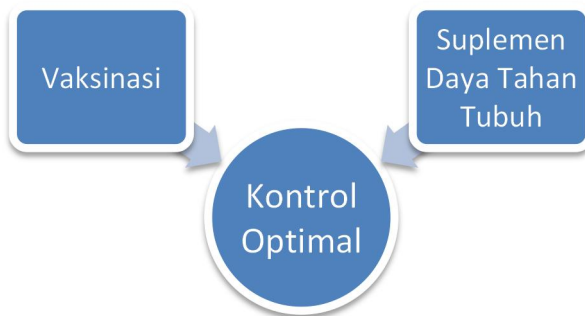 Vaksinasi
Suplemen
Daya Tahan
Tubuh
Kontrol
Optimal